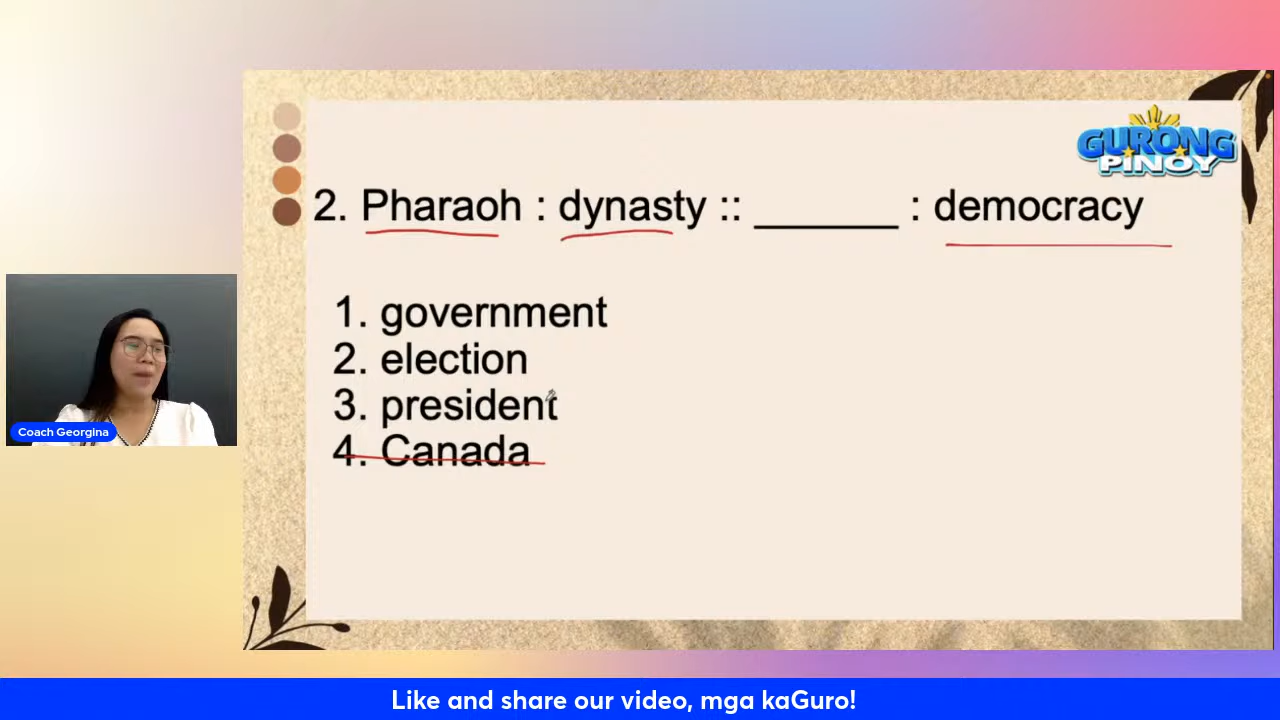 GURONG
PINOY
2. Pharaoh : dynasty :: _______ : democracy
1. government
2. election
3. president
4. Canada
Coach Georgina
Like and share our video, mga kaGuro!